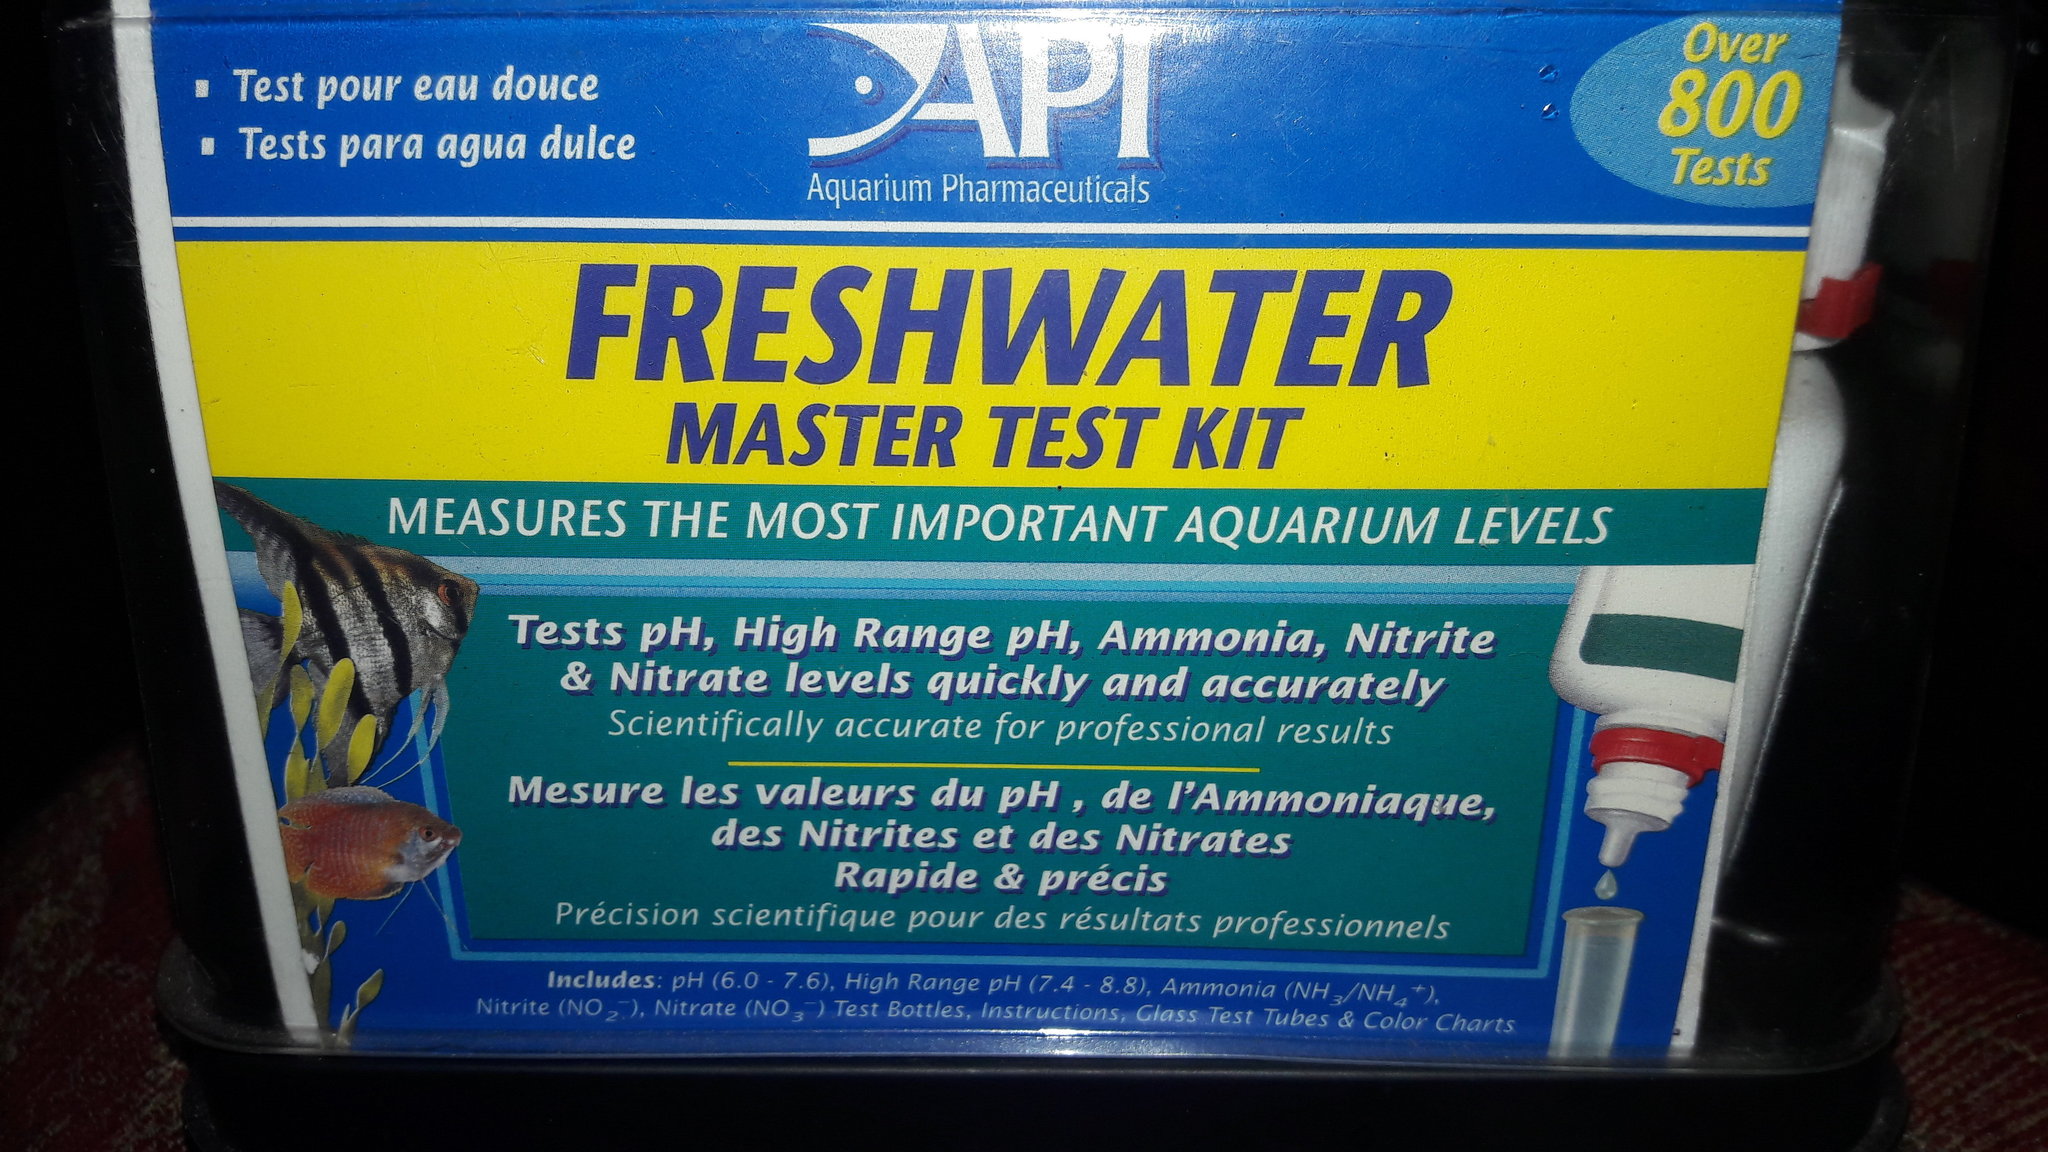 ▪ Test pour eau douce
▪ Tests para agua dulce
API
Aquarium Pharmaceuticals
Over
800
Tests
FRESHWATER
MASTER TEST KIT
MEASURES THE MOST IMPORTANT AQUARIUM LEVELS
Tests pH, High Range pH, Ammonia, Nitrite
& Nitrate levels quickly and accurately
Scientifically accurate for professional results
Mesure les valeurs du pH , de l'Ammoniaque,
des Nitrites et des Nitrates
Rapide & précis
Précision scientifique pour des résultats professionnels
Includes: pH (6.0 - 7.6), High Range pH (7.4 - 8.8), Ammonia (NH₃/NH₄⁺),
Nitrite (NO₂⁻), Nitrate (NO₃⁻) Test Bottles, Instructions, Glass Test Tubes & Color Charts